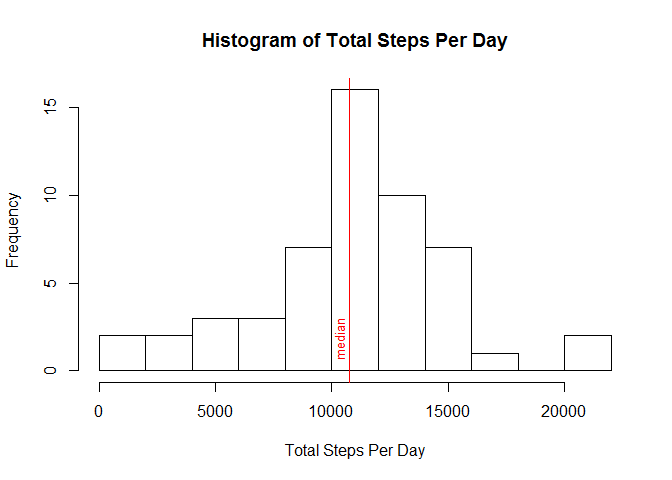 Histogram of Total Steps Per Day
Frequency
15
10
5
0
median
0 5000 10000 15000 20000
Total Steps Per Day